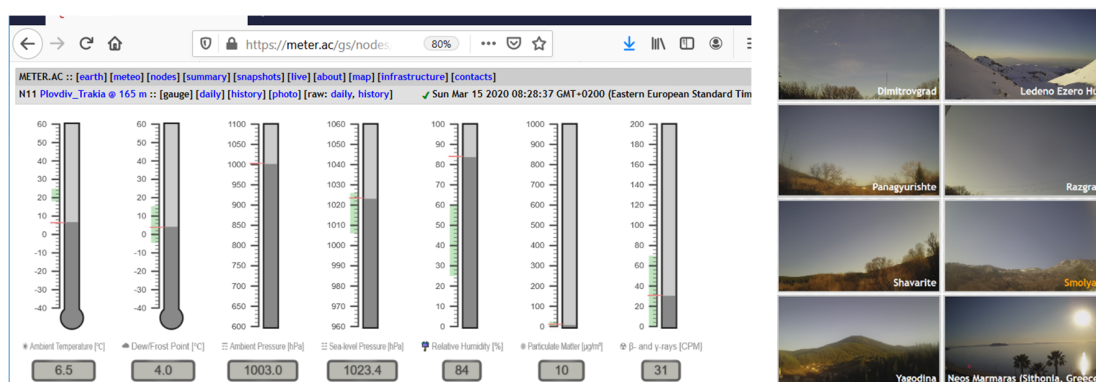 https://meter.ac/gs/nodes
80%
METER.AC :: [earth] [meteo] [nodes] [summary] [snapshots] [live] [about] [map] [infrastructure] [contacts]
N11 Plovdiv_Trakia @ 165 m :: [gauge] [daily] [history] [photo] [raw: daily, history] ✓ Sun Mar 15 2020 08:28:37 GMT+0200 (Eastern European Standard Tim
60 60 1100 1060 100 1000 200
50 50 1050 1050 90 900 180
40 40 1000 1040 80 800 160
30 30 950 1030 70 700 140
20 20 900 1020 60 600 120
10 10 850 1010 50 500 100
0 0 800 1000 40 400 80
-10 -10 750 990 30 300 60
-20 -20 700 980 20 200 40
-30 -30 650 970 10 100 20
-40 -40 600 960 0 0 0
Ambient Temperature [°C] Dew/Frost Point [°C] Ambient Pressure [hPa] Sea-level Pressure [hPa] Relative Humidity [%] Particulate Matter [µg/m³] β- and γ-rays [CPM]
6.5 4.0 1003.0 1023.4 84 10 31
Dimitrovgrad
Ledeno Ezero Hu
Panagyurishte
Razgra
Shavarite
Smolya
Yagodina
Neos Marmaras (Sithonia, Greece